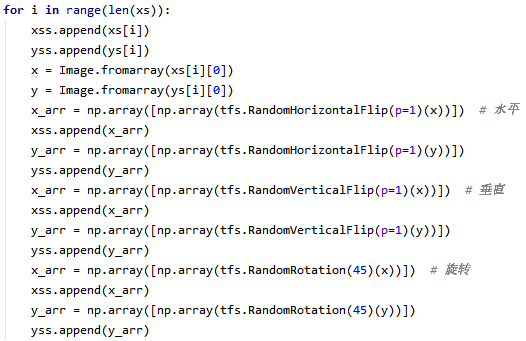 for i in range(len(xs)):
    xss.append(xs[i])
    yss.append(ys[i])
    x = Image.fromarray(xs[i][0])
    y = Image.fromarray(ys[i][0])
    x_arr = np.array([np.array(tfs.RandomHorizontalFlip(p=1)(x))])  # 水平
    xss.append(x_arr)
    y_arr = np.array([np.array(tfs.RandomHorizontalFlip(p=1)(y))])
    yss.append(y_arr)
    x_arr = np.array([np.array(tfs.RandomVerticalFlip(p=1)(x))])  # 垂直
    xss.append(x_arr)
    y_arr = np.array([np.array(tfs.RandomVerticalFlip(p=1)(y))])
    yss.append(y_arr)
    x_arr = np.array([np.array(tfs.RandomRotation(45)(x))])  # 旋转
    xss.append(x_arr)
    y_arr = np.array([np.array(tfs.RandomRotation(45)(y))])
    yss.append(y_arr)